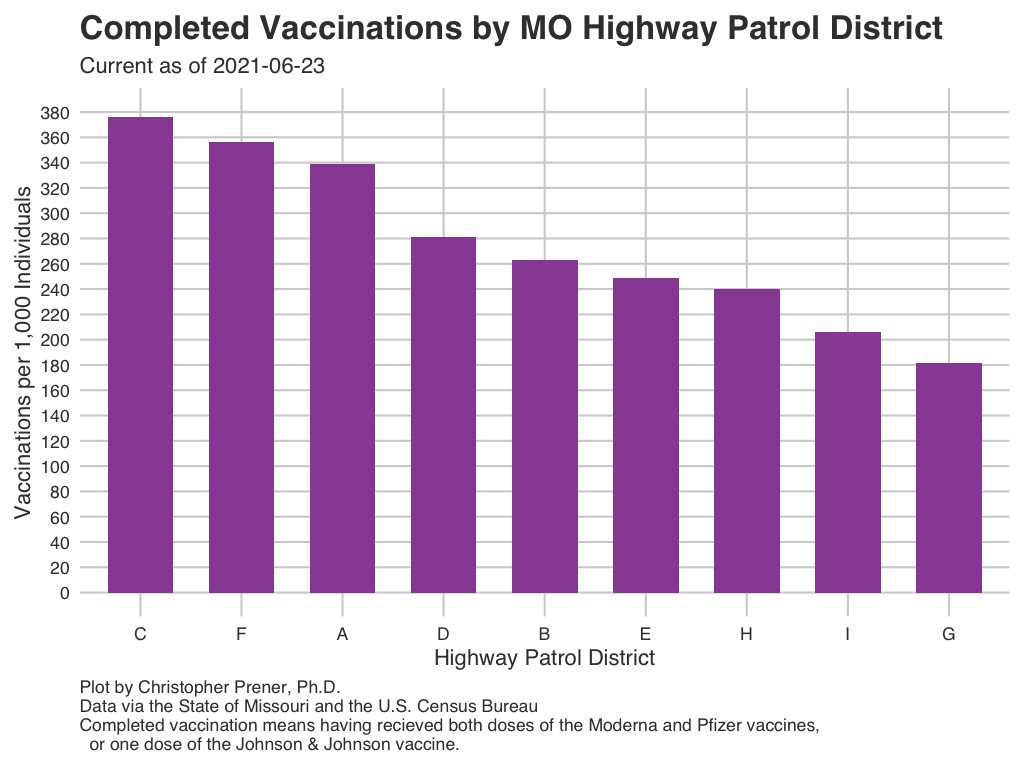 Completed Vaccinations by MO Highway Patrol District
Current as of 2021-06-23
Vaccinations per 1,000 Individuals
380
360
340
320
300
280
260
240
220
200
180
160
140
120
100
80
60
40
20
0
C F A D B E H I G
Highway Patrol District
Plot by Christopher Prener, Ph.D.
Data via the State of Missouri and the U.S. Census Bureau
Completed vaccination means having recieved both doses of the Moderna and Pfizer vaccines,
or one dose of the Johnson & Johnson vaccine.